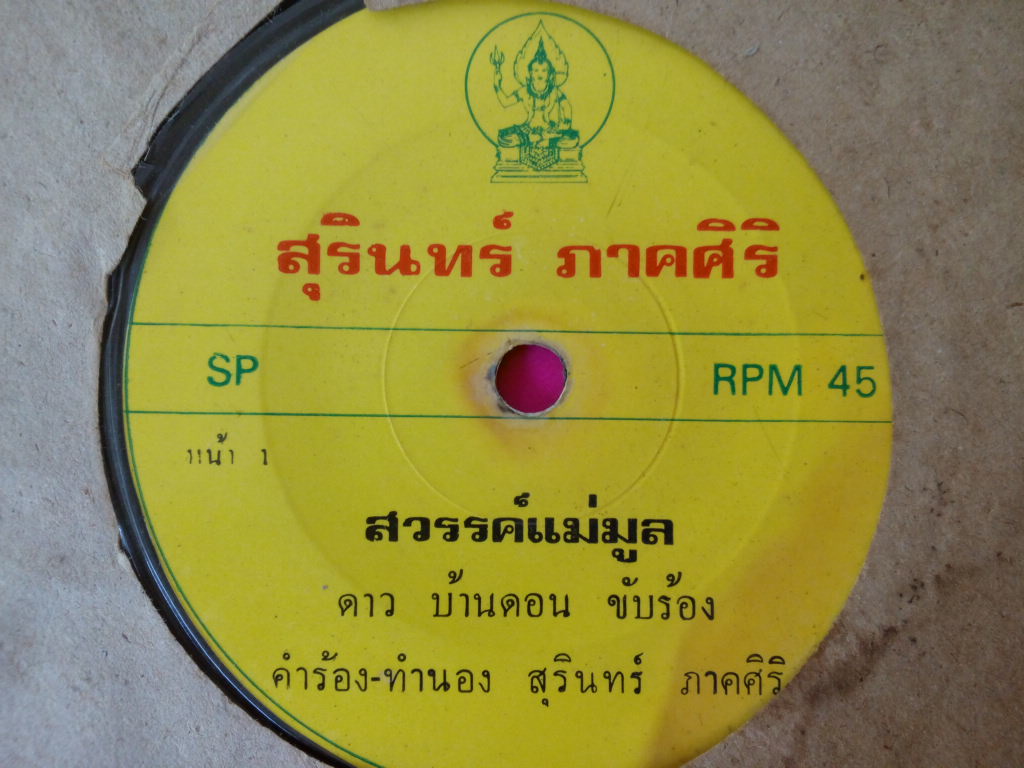 สุรินทร์ ภาคศิริ
SP RPM 45
หน้า 1
สวรรค์แม่มูล
ดาว บ้านดอน ขับร้อง
คำร้อง-ทำนอง สุรินทร์ ภาคศิริ